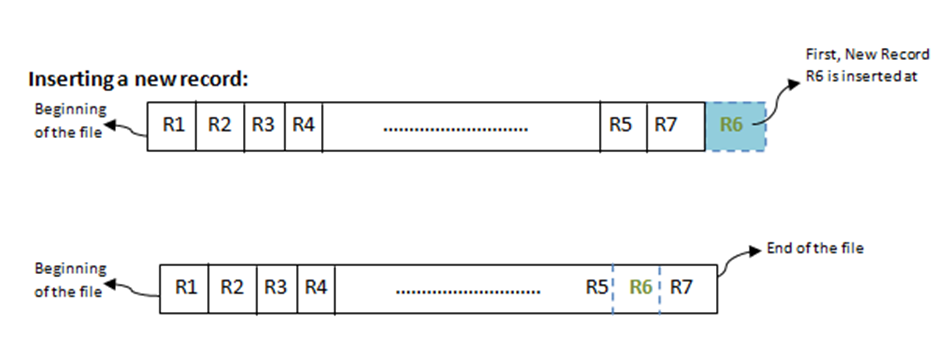 First, New Record
R6 is inserted at
Inserting a new record:
Beginning
of the file
R1 R2 R3 R4 ............................ R5 R7 R6
End of the file
Beginning
of the file
R1 R2 R3 R4 ............................ R5 R6 R7